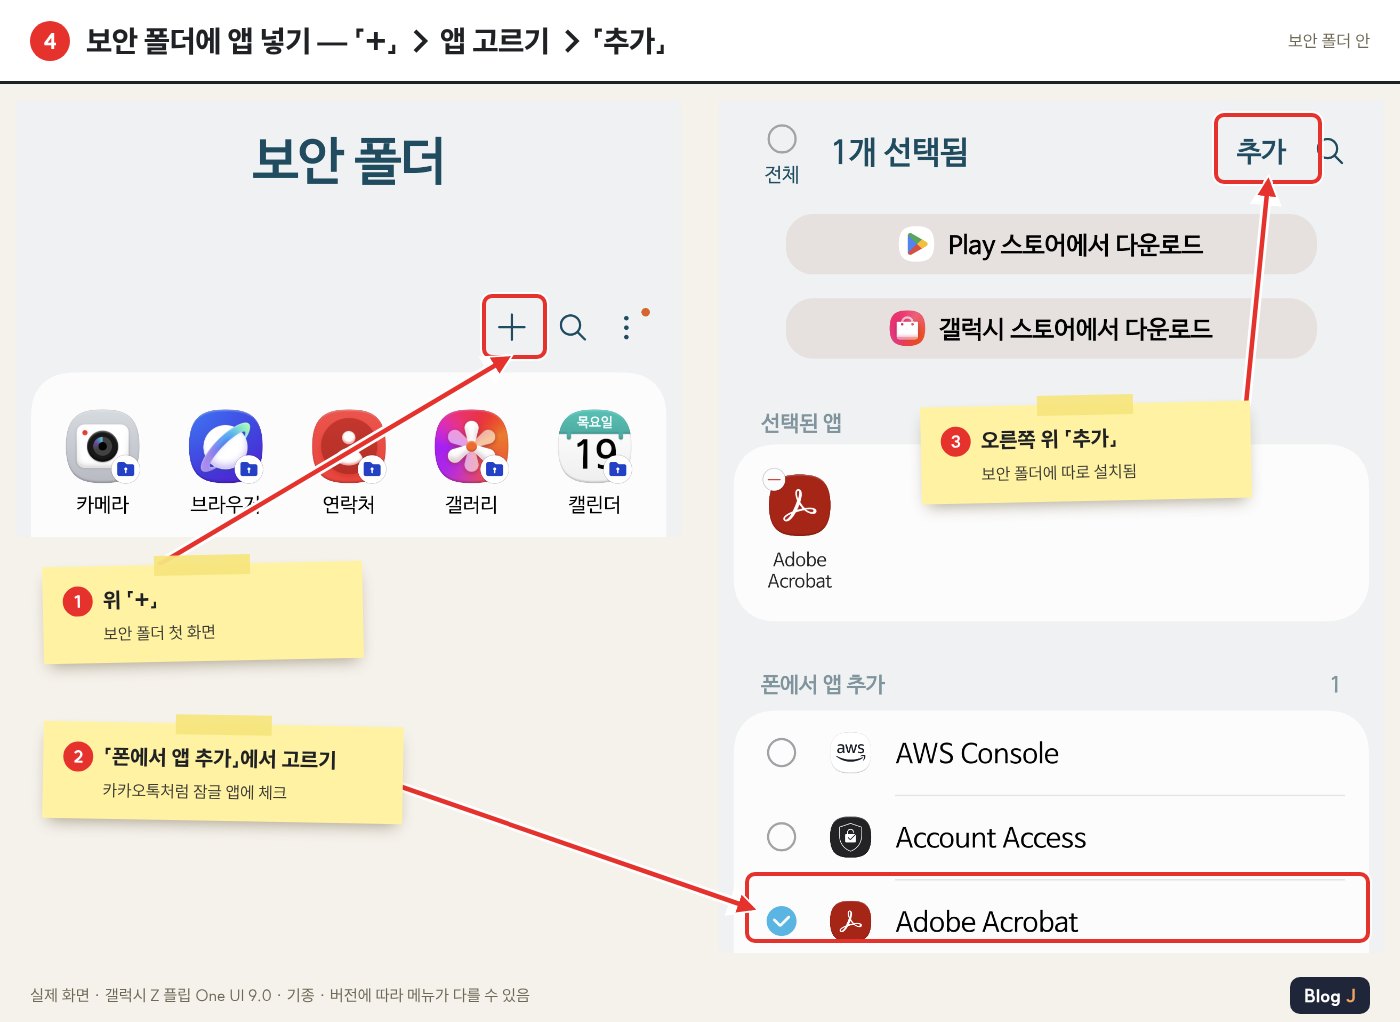 4 보안 폴더에 앱 넣기 — 「+」 > 앱 고르기 > 「추가」
보안 폴더 안
보안 폴더
카메라
브라우저
연락처
갤러리
목요일
19
캘린더
1 위 「+」
보안 폴더 첫 화면
2 「폰에서 앱 추가」에서 고르기
카카오톡처럼 잠글 앱에 체크
전체
1개 선택됨
추가
Play 스토어에서 다운로드
갤럭시 스토어에서 다운로드
선택된 앱
3 오른쪽 위 「추가」
보안 폴더에 따로 설치됨
Adobe
Acrobat
폰에서 앱 추가 1
aws
AWS Console
Account Access
Adobe Acrobat
실제 화면 · 갤럭시 Z 플립 One UI 9.0 · 기종 · 버전에 따라 메뉴가 다를 수 있음
Blog J